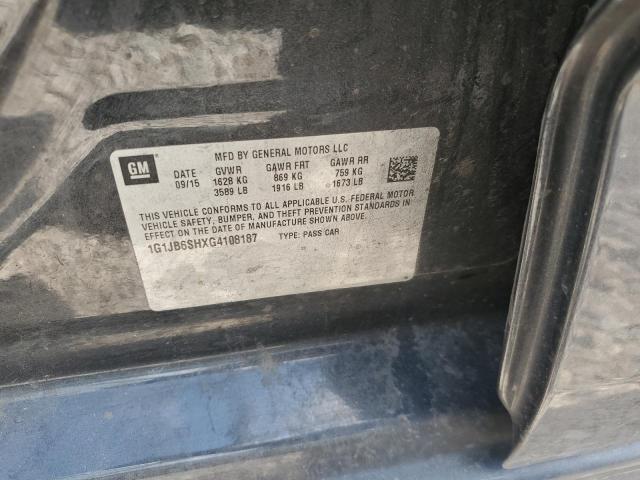 GM
MFD BY GENERAL MOTORS LLC
DATE GVWR GAWR FRT GAWR RR
09/15 1628 KG 869 KG 759 KG
3589 LB 1916 LB 1673 LB
THIS VEHICLE CONFORMS TO ALL APPLICABLE U.S. FEDERAL MOTOR
VEHICLE SAFETY, BUMPER, AND THEFT PREVENTION STANDARDS IN
EFFECT ON THE DATE OF MANUFACTURE SHOWN ABOVE.
1G1JB6SHXG4108187 TYPE: PASS CAR